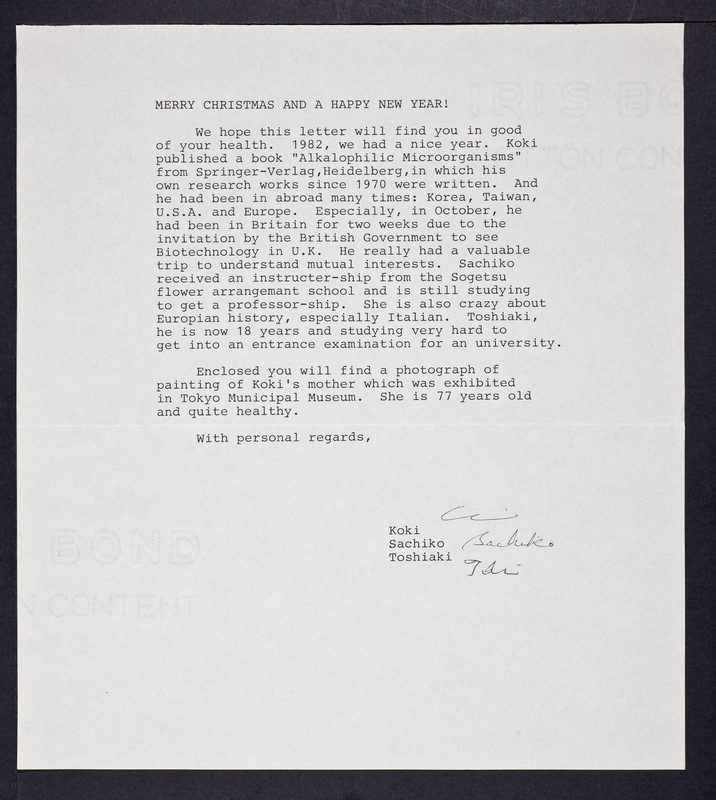 MERRY CHRISTMAS AND A HAPPY NEW YEAR!
We hope this letter will find you in good
of your health.  1982, we had a nice year.  Koki
published a book "Alkalophilic Microorganisms"
from Springer-Verlag,Heidelberg,in which his
own research works since 1970 were written.  And
he had been in abroad many times: Korea, Taiwan,
U.S.A. and Europe.  Especially, in October, he
had been in Britain for two weeks due to the
invitation by the British Government to see
Biotechnology in U.K.  He really had a valuable
trip to understand mutual interests.  Sachiko
received an instructer-ship from the Sogetsu
flower arrangemant school and is still studying
to get a professor-ship.  She is also crazy about
Europian history, especially Italian.  Toshiaki,
he is now 18 years and studying very hard to
get into an entrance examination for an university.
Enclosed you will find a photograph of
painting of Koki's mother which was exhibited
in Tokyo Municipal Museum.  She is 77 years old
and quite healthy.
With personal regards,
Koki
Sachiko Sachiko
Toshiaki
IRIS BO
TTON CON
S BOND
N CONTENT